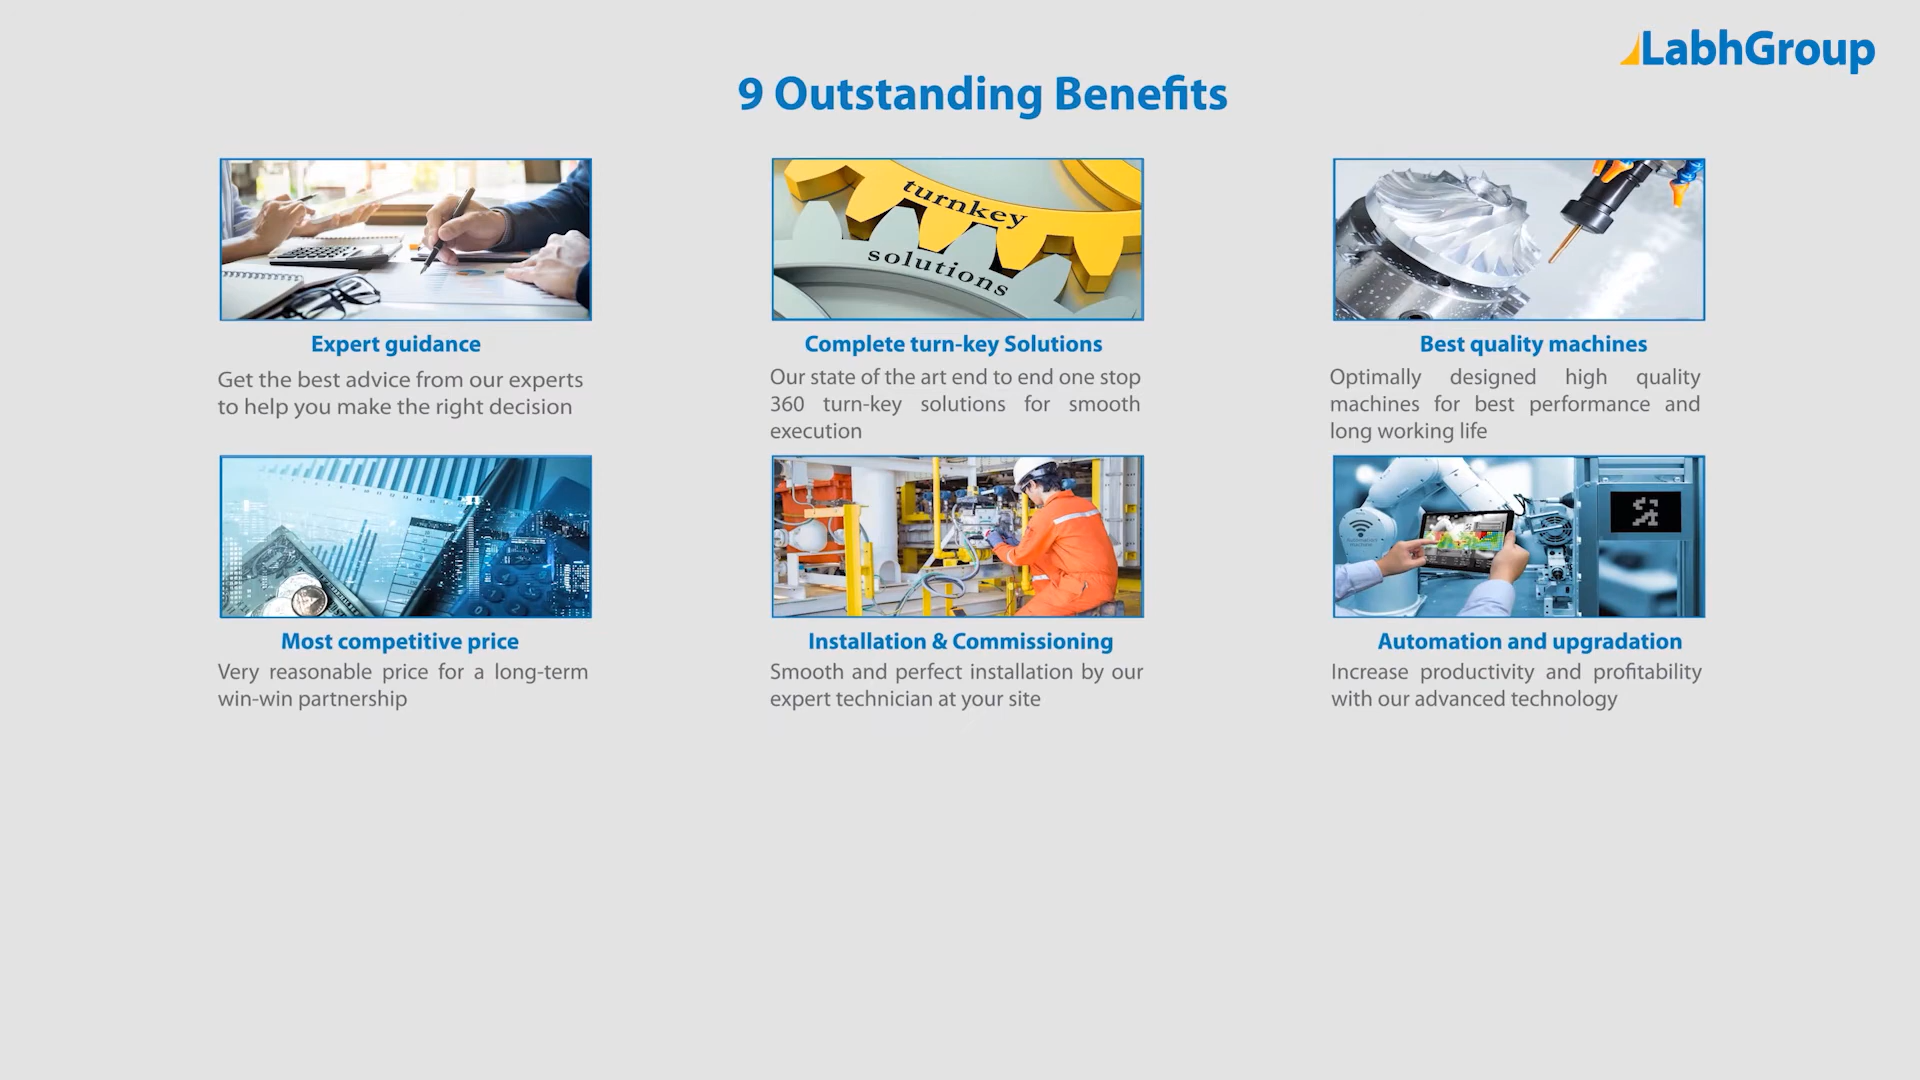 LabhGroup
9 Outstanding Benefits
turnkey
solutions
Expert guidance
Get the best advice from our experts
to help you make the right decision
Complete turn-key Solutions
Our state of the art end to end one stop
360 turn-key solutions for smooth
execution
Best quality machines
Optimally designed high quality
machines for best performance and
long working life
Most competitive price
Very reasonable price for a long-term
win-win partnership
Installation & Commissioning
Smooth and perfect installation by our
expert technician at your site
Automation and upgradation
Increase productivity and profitability
with our advanced technology